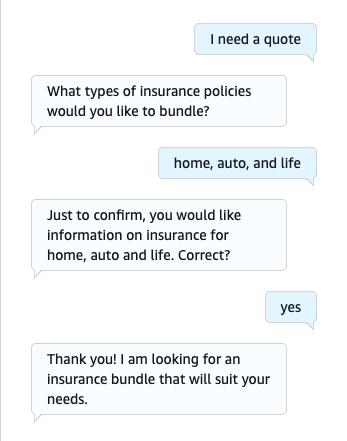 I need a quote
What types of insurance policies
would you like to bundle?
home, auto, and life
Just to confirm, you would like
information on insurance for
home, auto and life. Correct?
yes
Thank you! I am looking for an
insurance bundle that will suit your
needs.